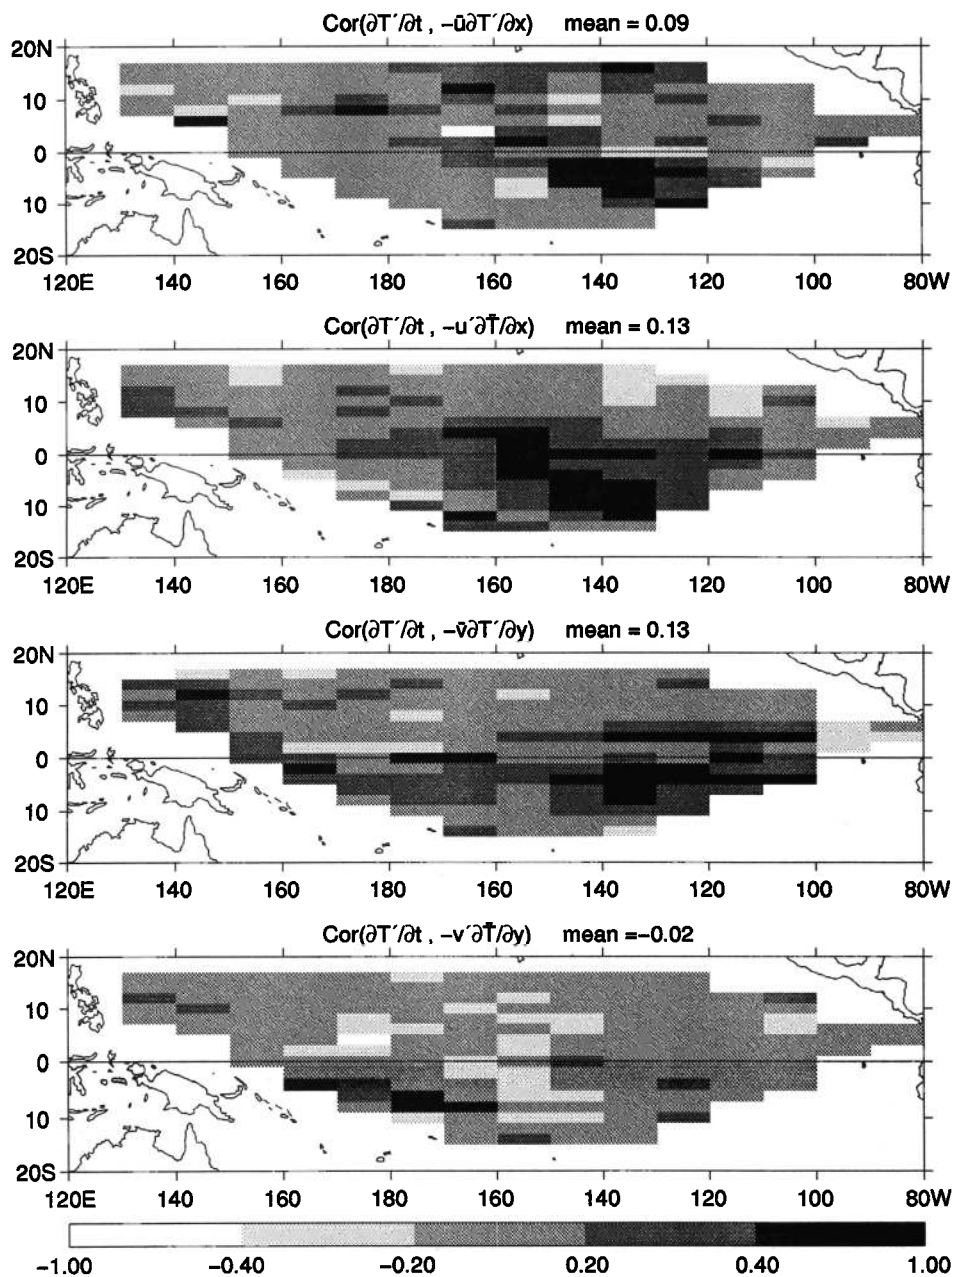 Cor(∂T´/∂t , −ū∂T´/∂x) mean = 0.09
20N
10
0
10
20S
120E 140 160 180 160 140 120 100 80W
Cor(∂T´/∂t , −u´∂T̄/∂x) mean = 0.13
20N
10
0
10
20S
120E 140 160 180 160 140 120 100 80W
Cor(∂T´/∂t , −v̄∂T´/∂y) mean = 0.13
20N
10
0
10
20S
120E 140 160 180 160 140 120 100 80W
Cor(∂T´/∂t , −v´∂T̄/∂y) mean =−0.02
20N
10
0
10
20S
120E 140 160 180 160 140 120 100 80W
−1.00 −0.40 −0.20 0.20 0.40 1.00